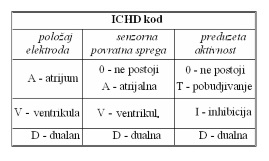 ICHD kod
položaj senzorna preduzeta
elektroda povratna sprega aktivnost
0 - ne postoji 0 - ne postoji
A - atrijum A - atrijalna T - pobudjivanje
V - ventrikula V - ventrikul. I - inhibicija
D - dualan D - dualna D - dualna